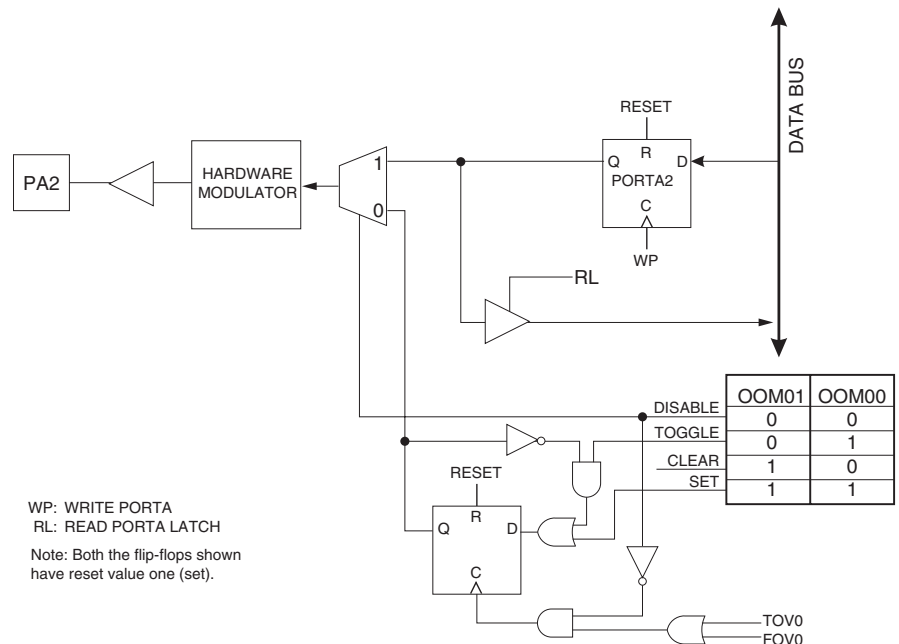 DATA BUS
RESET
R
Q
D
PORTA2
C
WP
PA2
HARDWARE
MODULATOR
1
0
RL
OOM01 OOM00
DISABLE 0 0
TOGGLE 0 1
CLEAR 1 0
SET 1 1
RESET
R
Q
D
C
WP: WRITE PORTA
RL: READ PORTA LATCH
Note: Both the flip-flops shown
have reset value one (set).
TOV0
EOV0